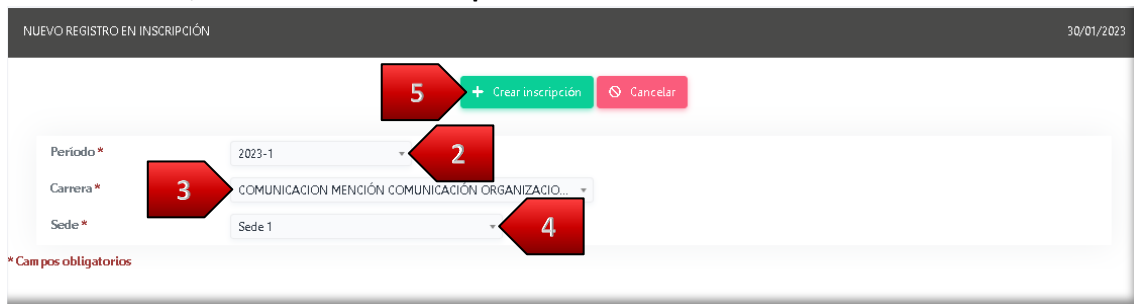 NUEVO REGISTRO EN INSCRIPCIÓN 30/01/2023
5 + Crear inscripción Cancelar
Período * 2023-1 2
Carrera * 3 COMUNICACION MENCIÓN COMUNICACIÓN ORGANIZACIO...
Sede * Sede 1 4
* Campos obligatorios